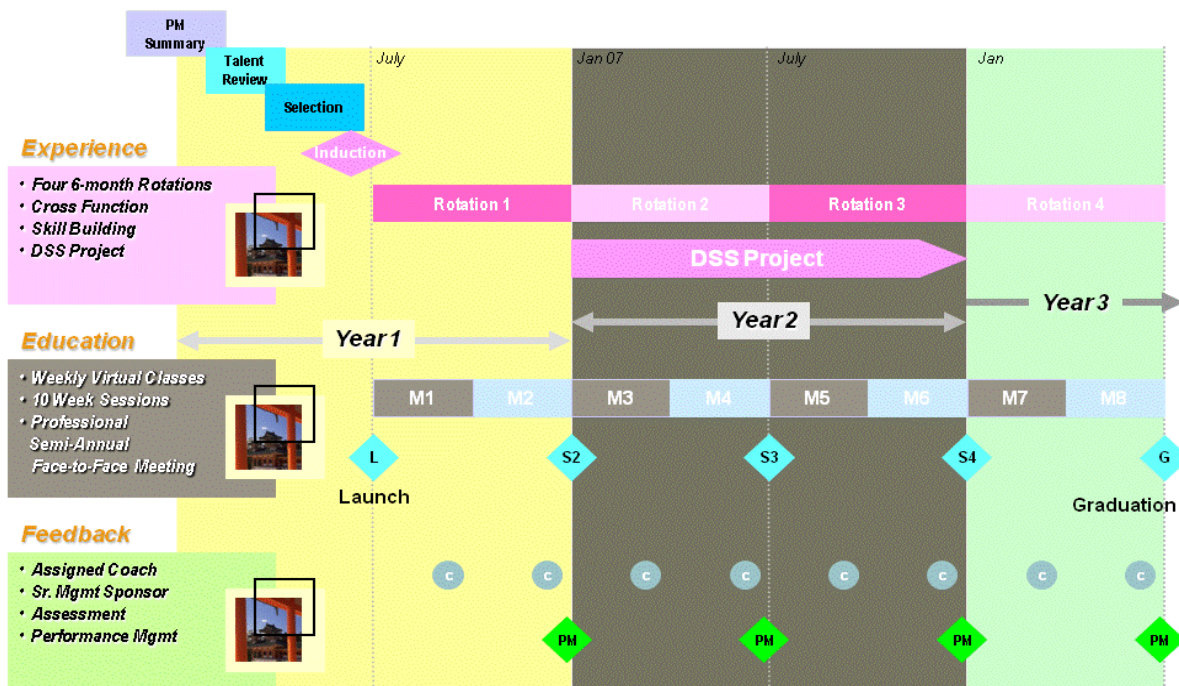 PM
Summary
Talent
Review
Selection
Induction
July
Jan 07
July
Jan
Experience
• Four 6-month Rotations
• Cross Function
• Skill Building
• DSS Project
Rotation 1
Rotation 2
Rotation 3
Rotation 4
DSS Project
Year 1
Year 2
Year 3
Education
• Weekly Virtual Classes
• 10 Week Sessions
• Professional
Semi-Annual
Face-to-Face Meeting
M1
M2
M3
M4
M5
M6
M7
M8
L
S2
S3
S4
G
Launch
Graduation
Feedback
• Assigned Coach
• Sr. Mgmt Sponsor
• Assessment
• Performance Mgmt
c
c
c
c
c
c
c
c
PM
PM
PM
PM